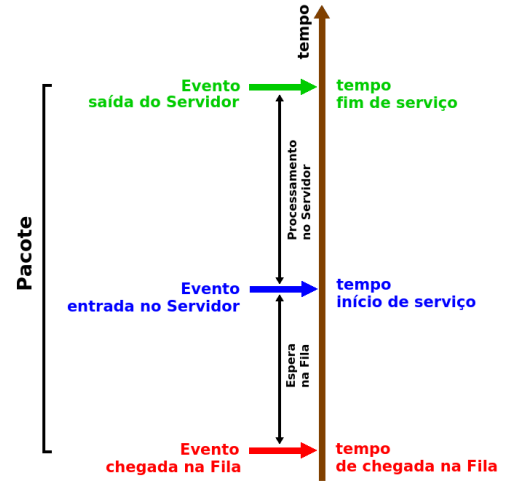 tempo
Evento
saída do Servidor
tempo
fim de serviço
Processamento
no Servidor
Pacote
Evento
entrada no Servidor
tempo
início de serviço
Espera
na Fila
Evento
chegada na Fila
tempo
de chegada na Fila